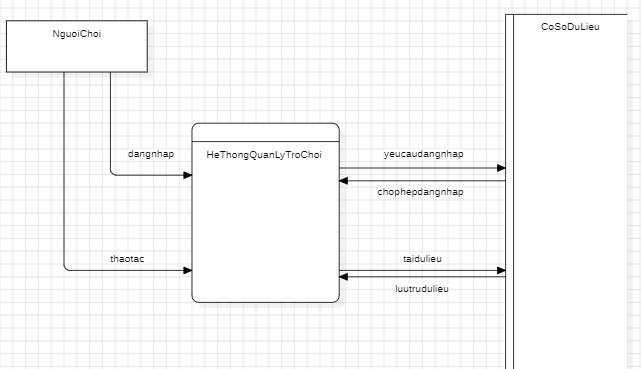 NguoiChoi
CoSoDuLieu
dangnhap
HeThongQuanLyTroChoi
yeucaudangnhap
chophepdangnhap
thaotac
taidulieu
luutrudulieu